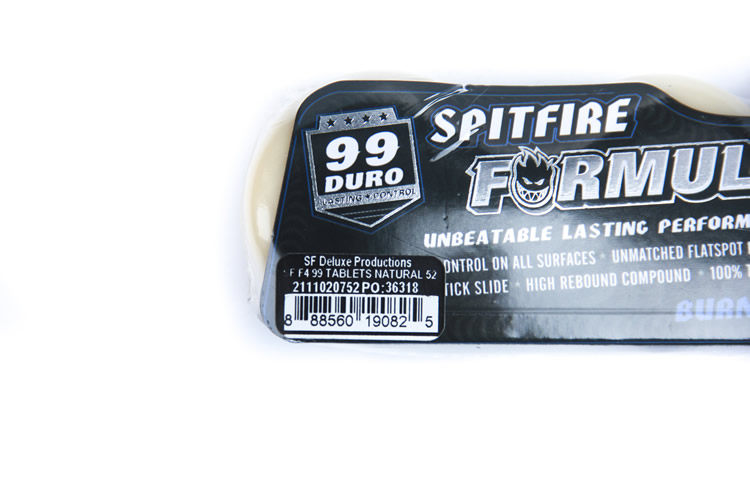 ★ ★ ★ ★
99
DURO
LASTING ★ CONTROL
SPITFIRE
FORMUL
UNBEATABLE LASTING PERFORM
CONTROL ON ALL SURFACES * UNMATCHED FLATSPOT
TICK SLIDE * HIGH REBOUND COMPOUND * 100%
BURN
SF Deluxe Productions
F F4 99 TABLETS NATURAL 52
2111020752 PO:36318
8 88560 19082 5